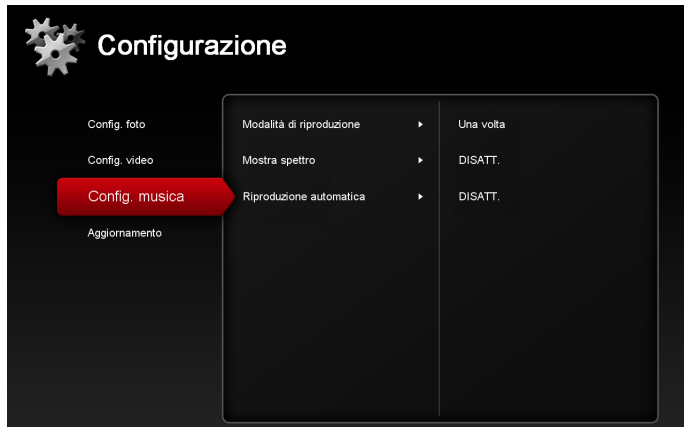 Configurazione
Config. foto
Modalità di riproduzione
Una volta
Config. video
Mostra spettro
DISATT.
Config. musica
Riproduzione automatica
DISATT.
Aggiornamento